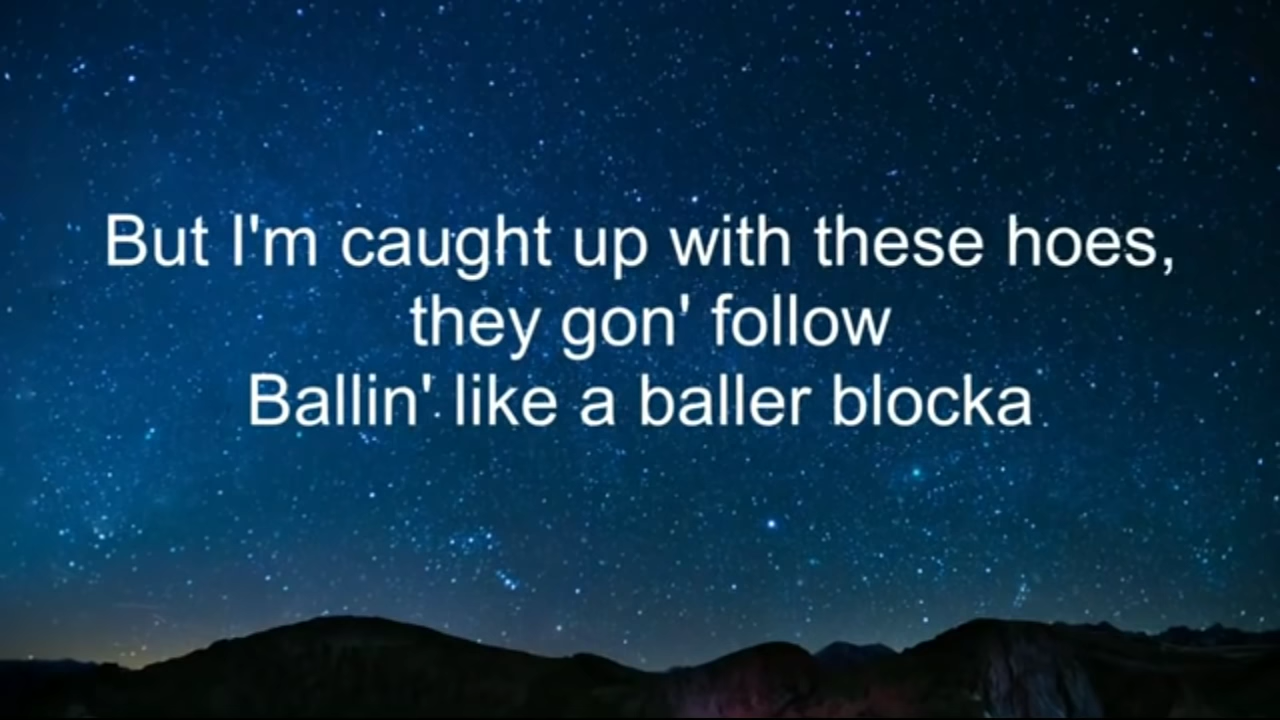 But I'm caught up with these hoes,
they gon' follow
Ballin' like a baller blocka